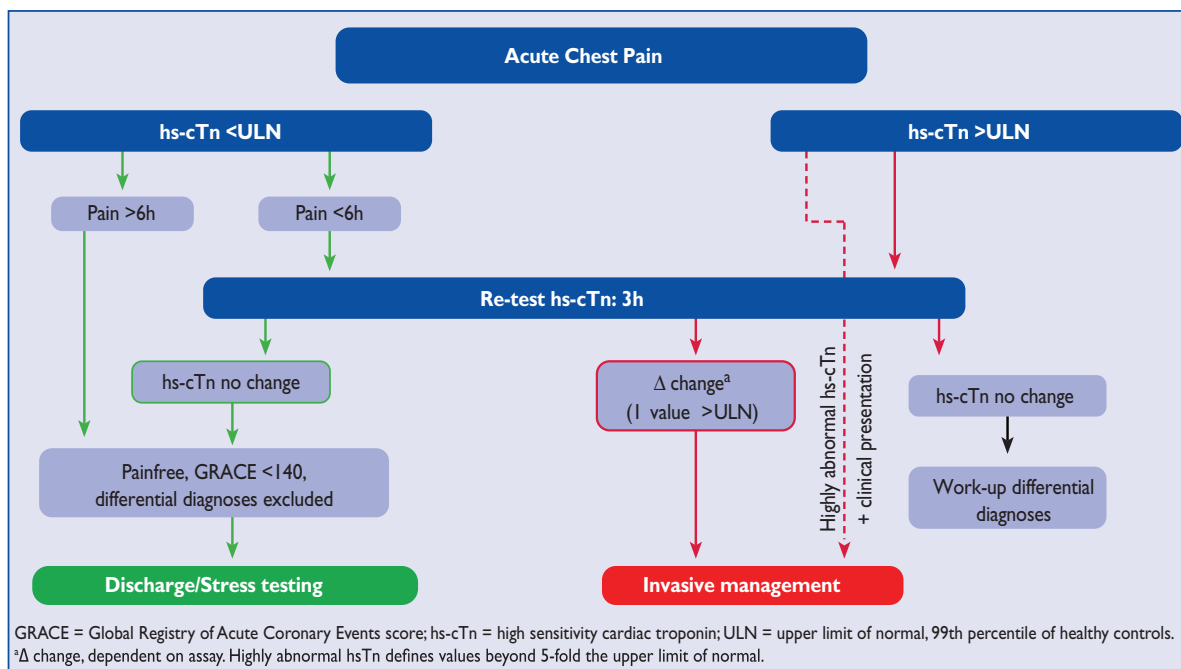 Acute Chest Pain
hs-cTn <ULN
hs-cTn >ULN
Pain >6h
Pain <6h
Re-test hs-cTn: 3h
hs-cTn no change
Δ changeᵃ
(1 value >ULN)
Highly abnormal hs-cTn
+ clinical presentation
hs-cTn no change
Painfree, GRACE <140,
differential diagnoses excluded
Work-up differential
diagnoses
Discharge/Stress testing
Invasive management
GRACE = Global Registry of Acute Coronary Events score; hs-cTn = high sensitivity cardiac troponin; ULN = upper limit of normal, 99th percentile of healthy controls.
ᵃΔ change, dependent on assay. Highly abnormal hsTn defines values beyond 5-fold the upper limit of normal.